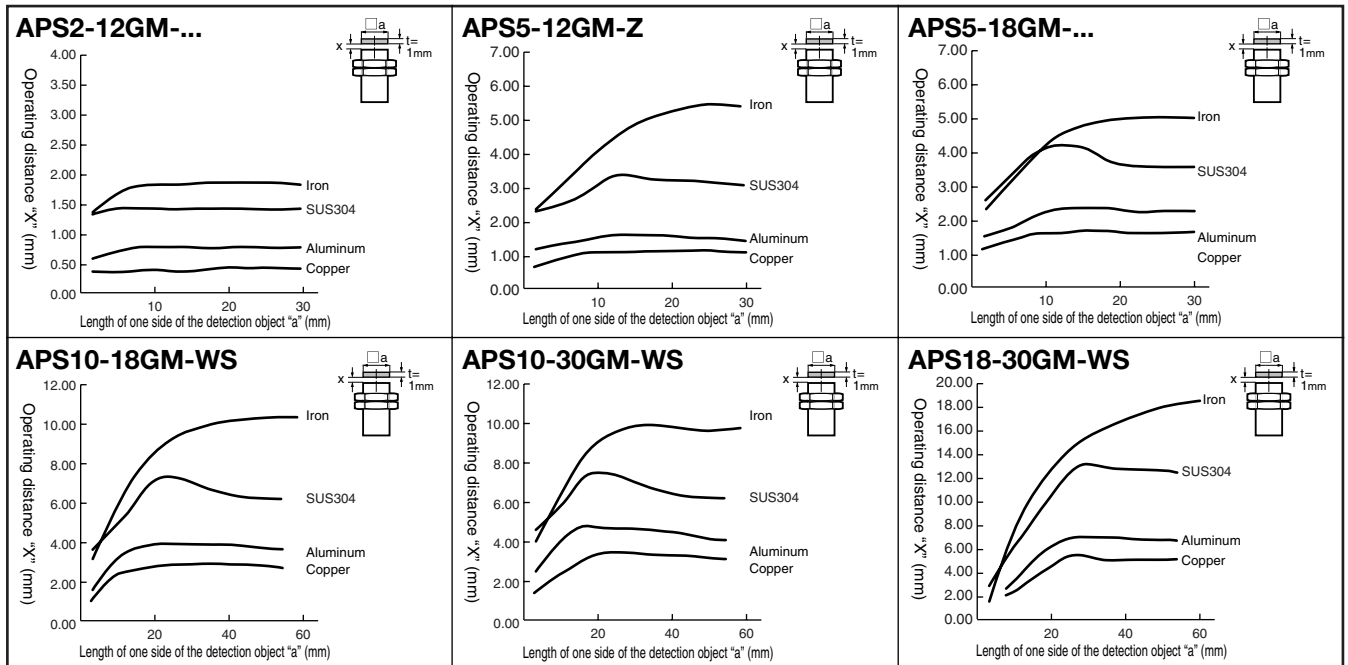 APS2-12GM-...
□a
x
t=
1mm
Operating distance "X" (mm)
4.00
3.50
3.00
2.50
2.00
1.50
1.00
0.50
0.00
Iron
SUS304
Aluminum
Copper
10 20 30
Length of one side of the detection object "a" (mm)
APS5-12GM-Z
□a
x
t=
1mm
Operating distance "X" (mm)
7.00
6.00
5.00
4.00
3.00
2.00
1.00
0.00
Iron
SUS304
Aluminum
Copper
10 20 30
Length of one side of the detection object "a" (mm)
APS5-18GM-...
□a
x
t=
1mm
Operating distance "X" (mm)
7.00
6.00
5.00
4.00
3.00
2.00
1.00
0.00
Iron
SUS304
Aluminum
Copper
10 20 30
Length of one side of the detection object "a" (mm)
APS10-18GM-WS
□a
x
t=
1mm
Operating distance "X" (mm)
12.00
10.00
8.00
6.00
4.00
2.00
0.00
Iron
SUS304
Aluminum
Copper
20 40 60
Length of one side of the detection object "a" (mm)
APS10-30GM-WS
□a
x
t=
1mm
Operating distance "X" (mm)
12.00
10.00
8.00
6.00
4.00
2.00
0.00
Iron
SUS304
Aluminum
Copper
20 40 60
Length of one side of the detection object "a" (mm)
APS18-30GM-WS
□a
x
t=
1mm
Operating distance "X" (mm)
20.00
18.00
16.00
14.00
12.00
10.00
8.00
6.00
4.00
2.00
0.00
Iron
SUS304
Aluminum
Copper
20 40 60
Length of one side of the detection object "a" (mm)